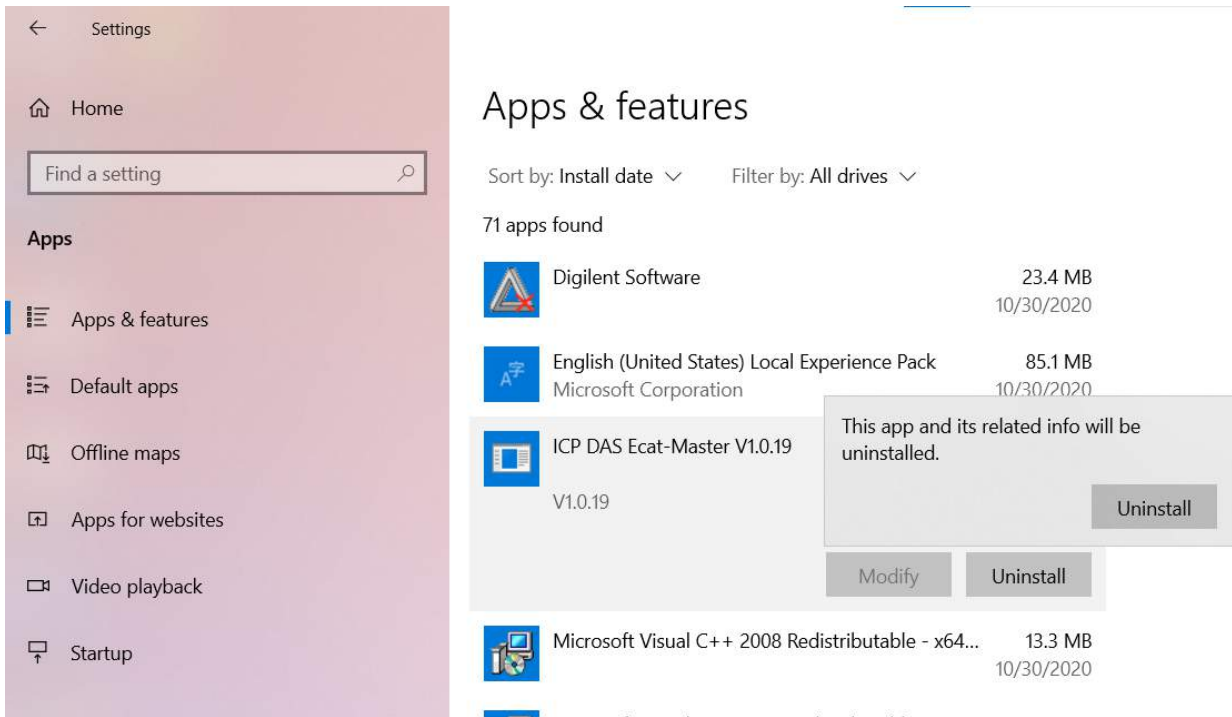 Settings
Home
Find a setting
Apps
Apps & features
Default apps
Offline maps
Apps for websites
Video playback
Startup
Apps & features
Sort by: Install date
Filter by: All drives
71 apps found
Digilent Software
23.4 MB
10/30/2020
English (United States) Local Experience Pack
85.1 MB
Microsoft Corporation
10/30/2020
ICP DAS Ecat-Master V1.0.19
V1.0.19
This app and its related info will be
uninstalled.
Uninstall
Modify
Uninstall
Microsoft Visual C++ 2008 Redistributable - x64...
13.3 MB
10/30/2020